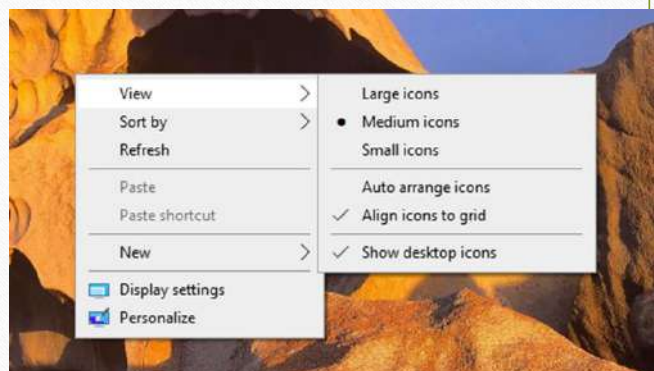 View
Sort by
Refresh
Paste
Paste shortcut
New
Display settings
Personalize
Large icons
Medium icons
Small icons
Auto arrange icons
Align icons to grid
Show desktop icons